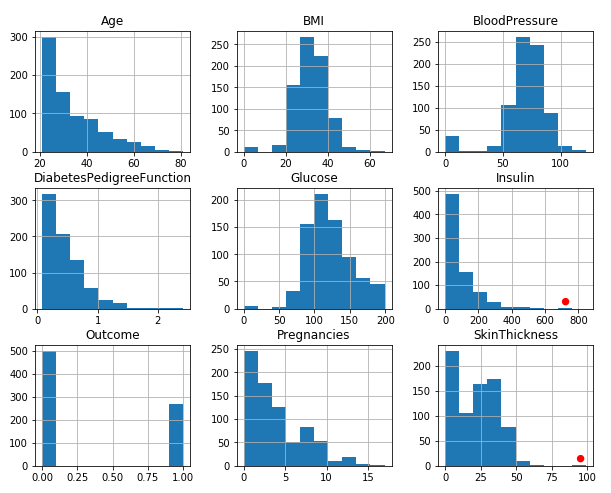 Age
300
200
100
0
20 40 60 80
BMI
250
200
150
100
50
0
0 20 40 60
BloodPressure
250
200
150
100
50
0
0 50 100
DiabetesPedigreeFunction
300
200
100
0
0 1 2
Glucose
200
150
100
50
0
0 50 100 150 200
Insulin
500
400
300
200
100
0
0 200 400 600 800
Outcome
500
400
300
200
100
0
0.00 0.25 0.50 0.75 1.00
Pregnancies
250
200
150
100
50
0
0 5 10 15
SkinThickness
200
150
100
50
0
0 25 50 75 100